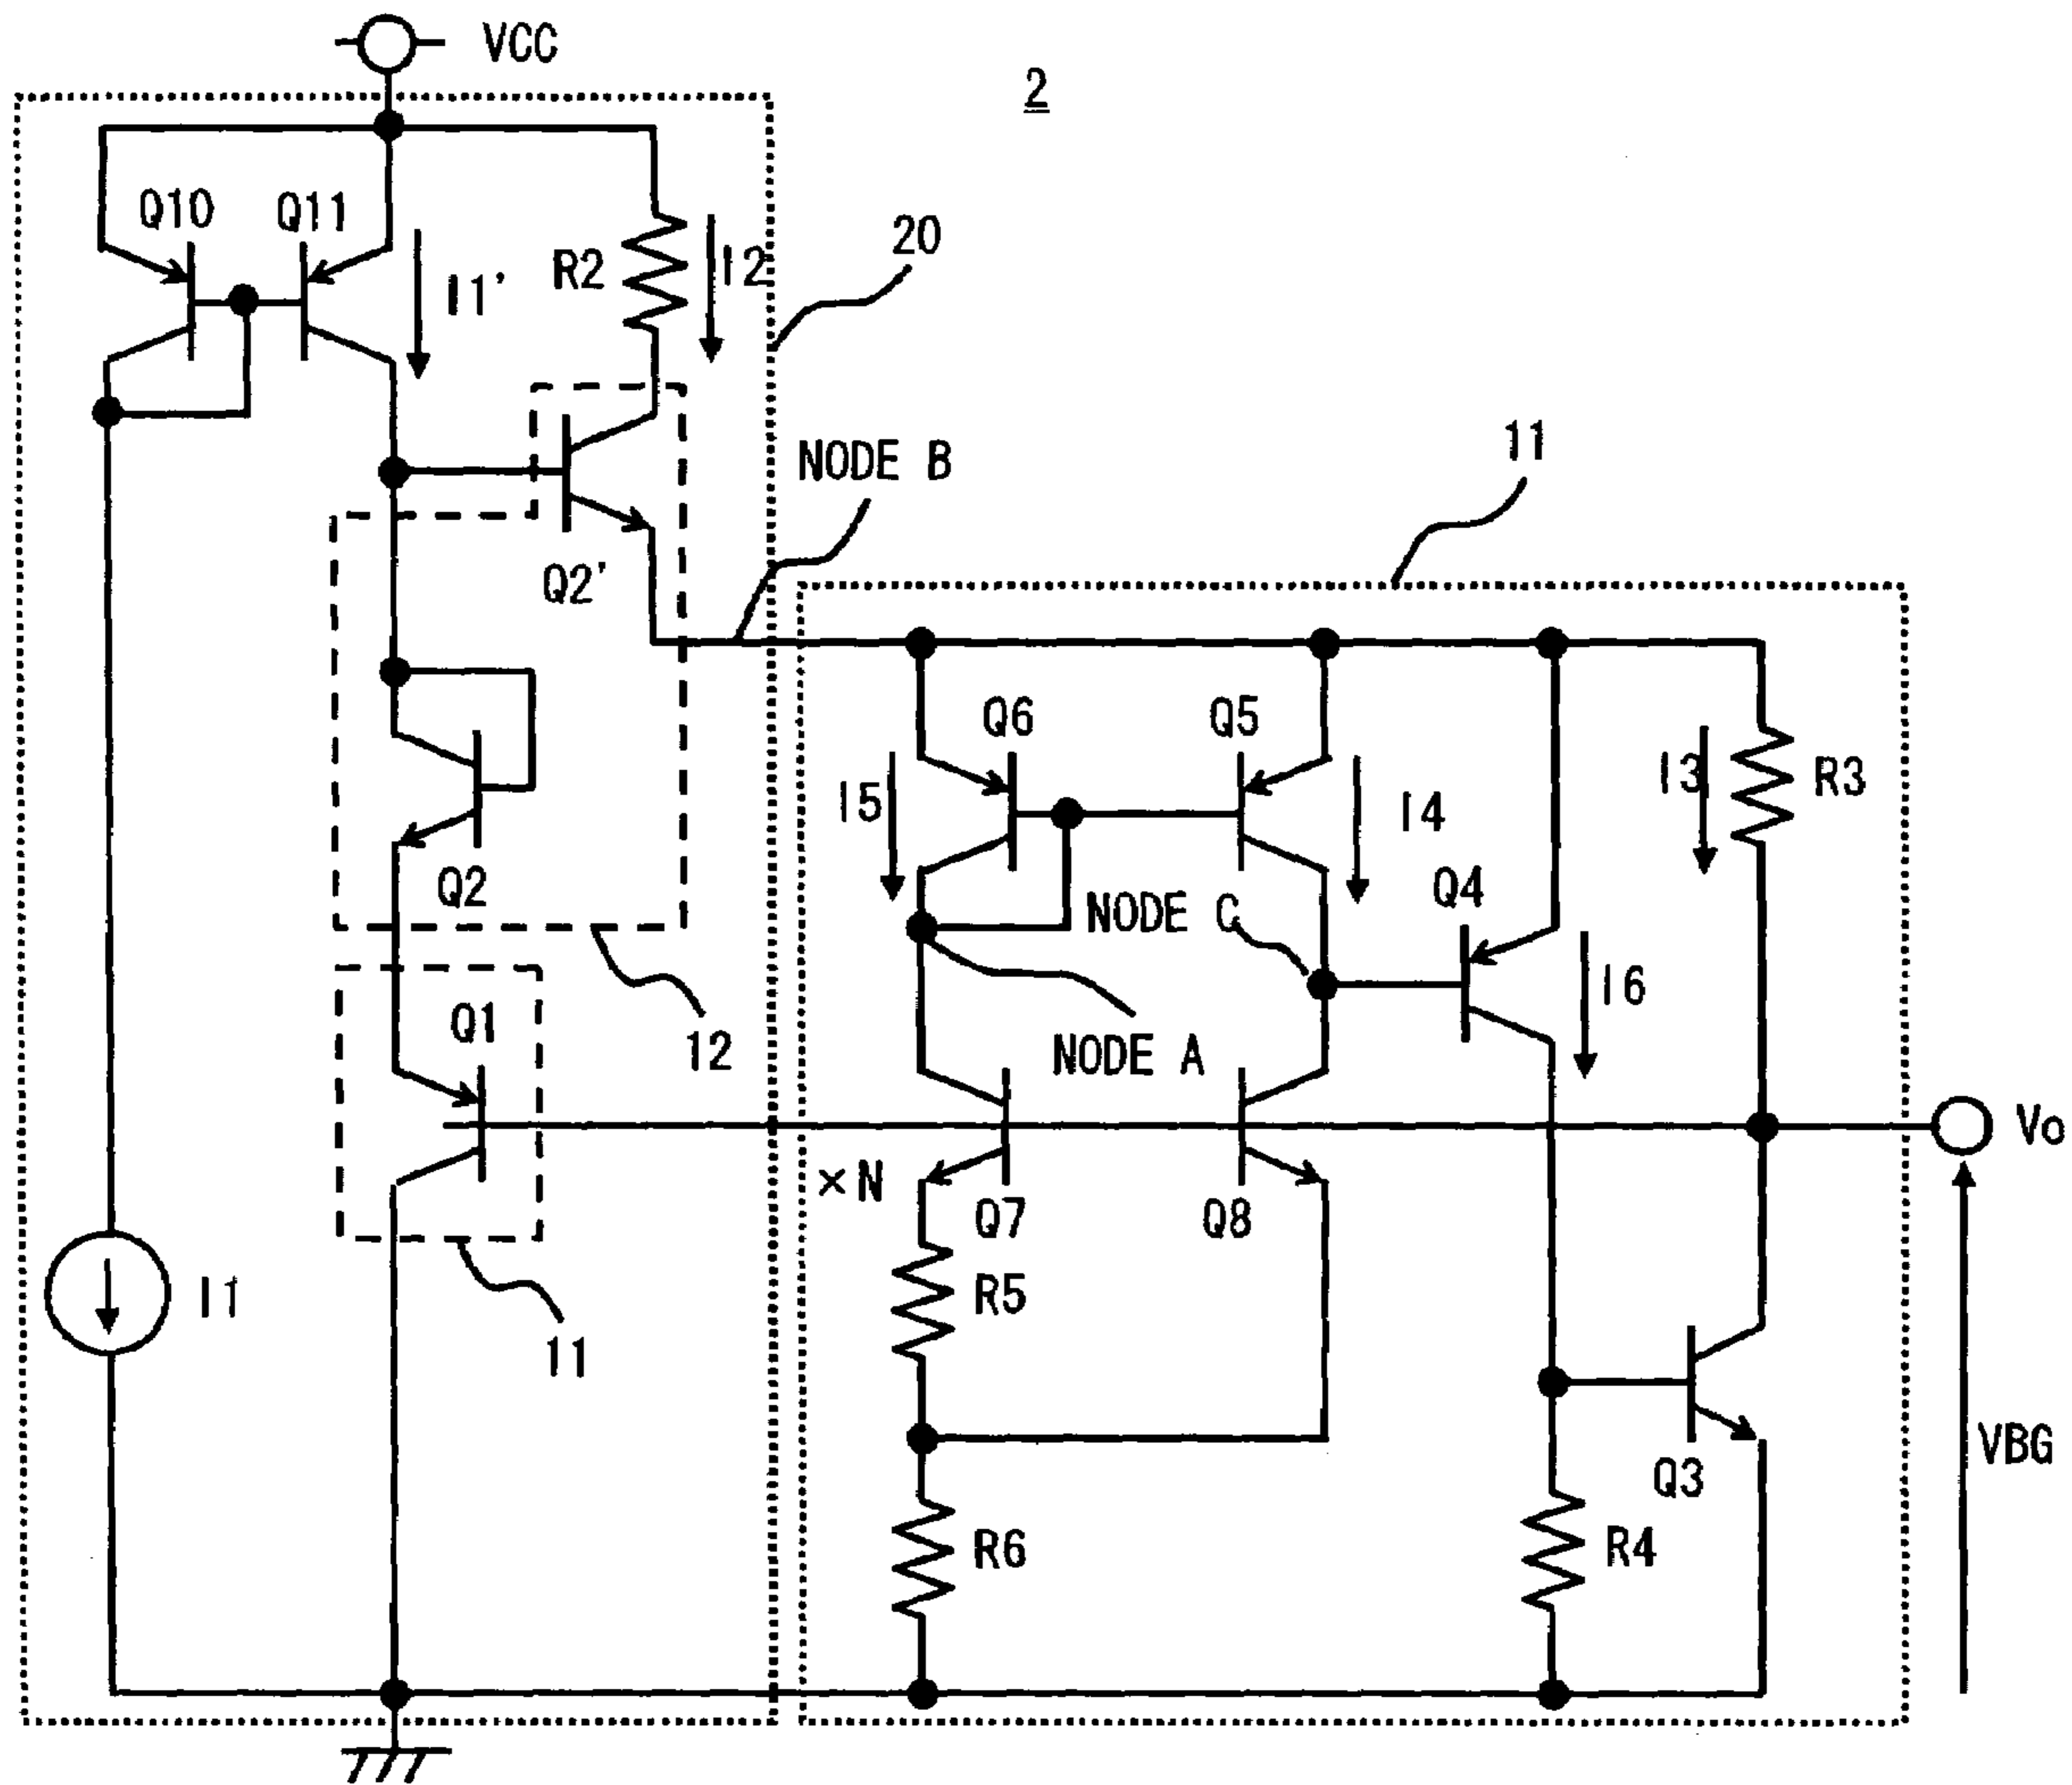 VCC
2
Q10
Q11
I1'
R2
I2
20
NODE B
11
Q2'
Q6
Q5
I5
I4
I3
R3
Q2
NODE C
Q4
I6
Q1
12
NODE A
Vo
×N
Q7
Q8
I1
R5
11
VBG
Q3
R6
R4